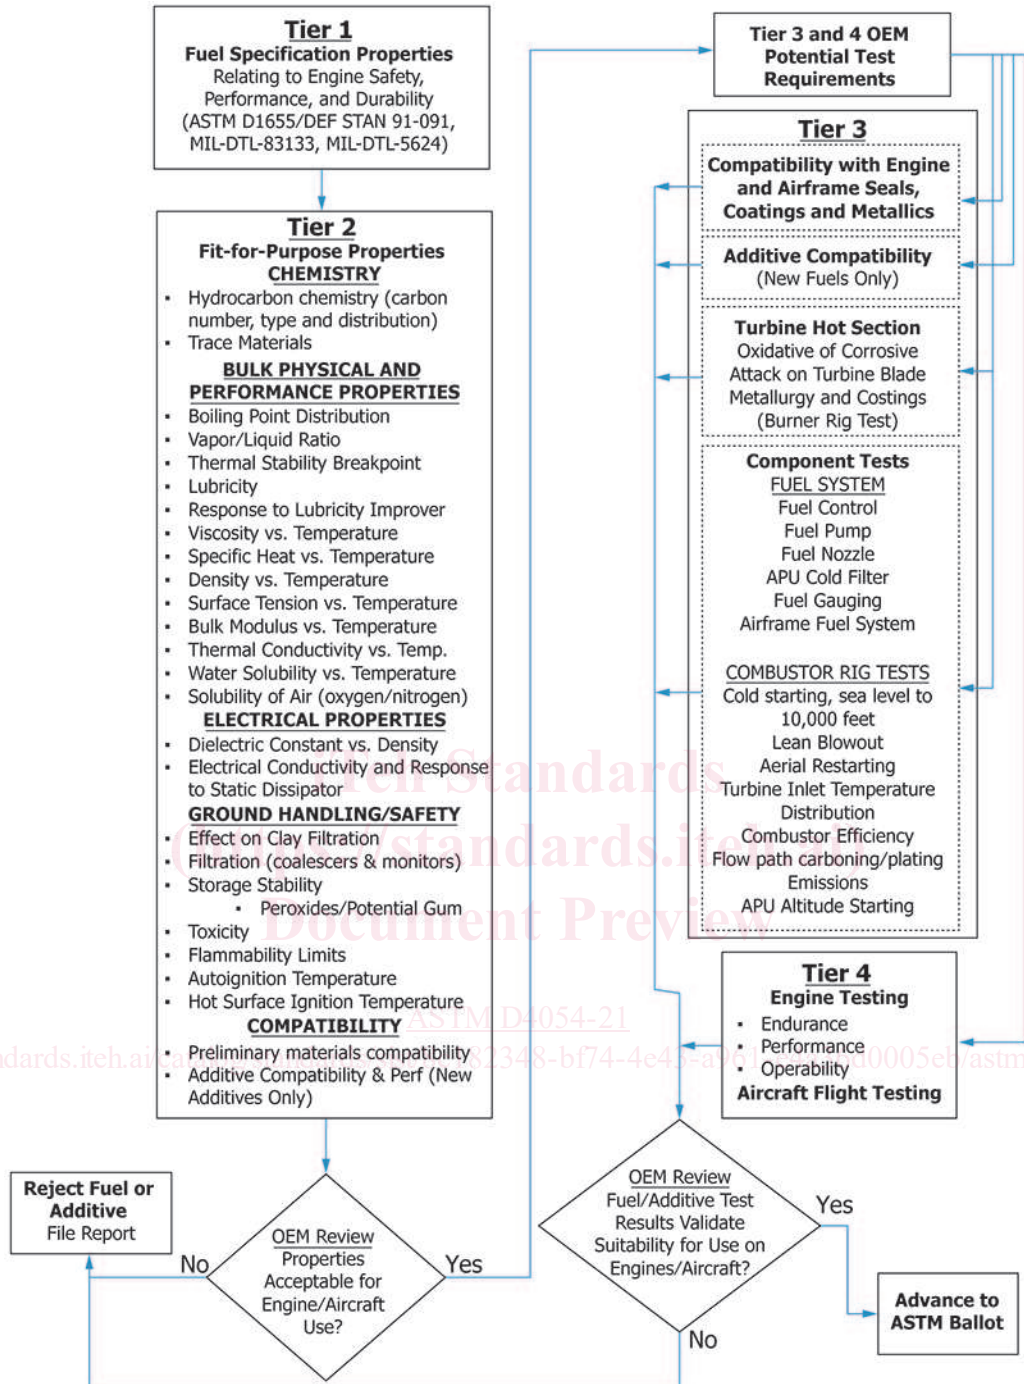 Tier 1
Fuel Specification Properties
Relating to Engine Safety,
Performance, and Durability
(ASTM D1655/DEF STAN 91-091,
MIL-DTL-83133, MIL-DTL-5624)
Tier 2
Fit-for-Purpose Properties
CHEMISTRY
▪ Hydrocarbon chemistry (carbon
number, type and distribution)
▪ Trace Materials
BULK PHYSICAL AND
PERFORMANCE PROPERTIES
▪ Boiling Point Distribution
▪ Vapor/Liquid Ratio
▪ Thermal Stability Breakpoint
▪ Lubricity
▪ Response to Lubricity Improver
▪ Viscosity vs. Temperature
▪ Specific Heat vs. Temperature
▪ Density vs. Temperature
▪ Surface Tension vs. Temperature
▪ Bulk Modulus vs. Temperature
▪ Thermal Conductivity vs. Temp.
▪ Water Solubility vs. Temperature
▪ Solubility of Air (oxygen/nitrogen)
ELECTRICAL PROPERTIES
▪ Dielectric Constant vs. Density
▪ Electrical Conductivity and Response
to Static Dissipator
GROUND HANDLING/SAFETY
▪ Effect on Clay Filtration
▪ Filtration (coalescers & monitors)
▪ Storage Stability
▪ Peroxides/Potential Gum
▪ Toxicity
▪ Flammability Limits
▪ Autoignition Temperature
▪ Hot Surface Ignition Temperature
COMPATIBILITY
▪ Preliminary materials compatibility
▪ Additive Compatibility & Perf (New
Additives Only)
OEM Review
Properties
Acceptable for
Engine/Aircraft
Use?
No
Yes
Reject Fuel or
Additive
File Report
Tier 3 and 4 OEM
Potential Test
Requirements
Tier 3
Compatibility with Engine
and Airframe Seals,
Coatings and Metallics
Additive Compatibility
(New Fuels Only)
Turbine Hot Section
Oxidative of Corrosive
Attack on Turbine Blade
Metallurgy and Costings
(Burner Rig Test)
Component Tests
FUEL SYSTEM
Fuel Control
Fuel Pump
Fuel Nozzle
APU Cold Filter
Fuel Gauging
Airframe Fuel System
COMBUSTOR RIG TESTS
Cold starting, sea level to
10,000 feet
Lean Blowout
Aerial Restarting
Turbine Inlet Temperature
Distribution
Combustor Efficiency
Flow path carboning/plating
Emissions
APU Altitude Starting
Tier 4
Engine Testing
▪ Endurance
▪ Performance
▪ Operability
Aircraft Flight Testing
OEM Review
Fuel/Additive Test
Results Validate
Suitability for Use on
Engines/Aircraft?
Yes
No
Advance to
ASTM Ballot
iTeh Standards
(https://standards.iteh.ai)
Document Preview
ASTM D4054-21